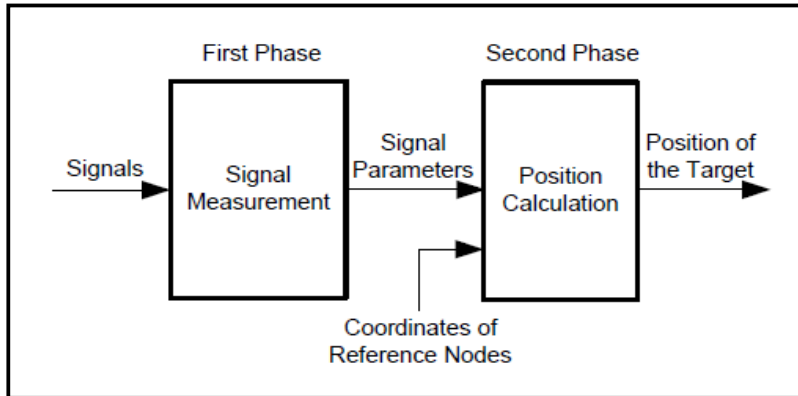 First Phase
Second Phase
Signals
Signal
Measurement
Signal
Parameters
Position
Calculation
Position of
the Target
Coordinates of
Reference Nodes